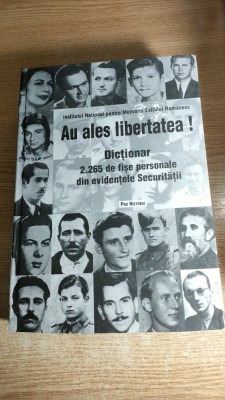 Institutul Național pentru Memoria Exilului Românesc
Au ales libertatea !
Dicționar
2.265 de fișe personale
din evidențele Securității
Pro Historia